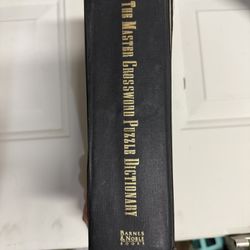 The Master Crossword Puzzle Dictionary
BARNES
& NOBLE
BOOKS